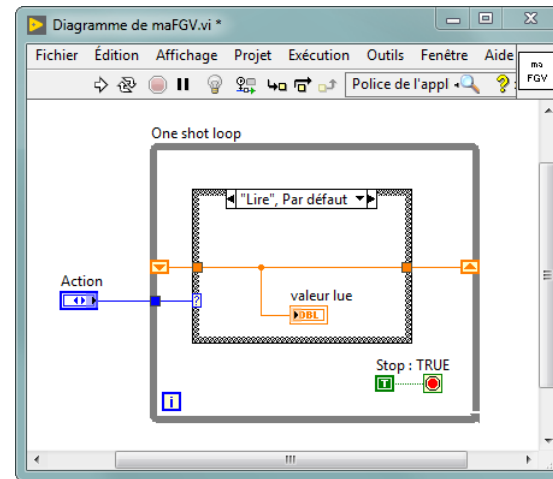 Diagramme de maFGV.vi *
Fichier Édition Affichage Projet Exécution Outils Fenêtre Aide
ma
FGV
Police de l'appl
?
One shot loop
"Lire", Par défaut
Action
?
valeur lue
DBL
Stop : TRUE
T
i